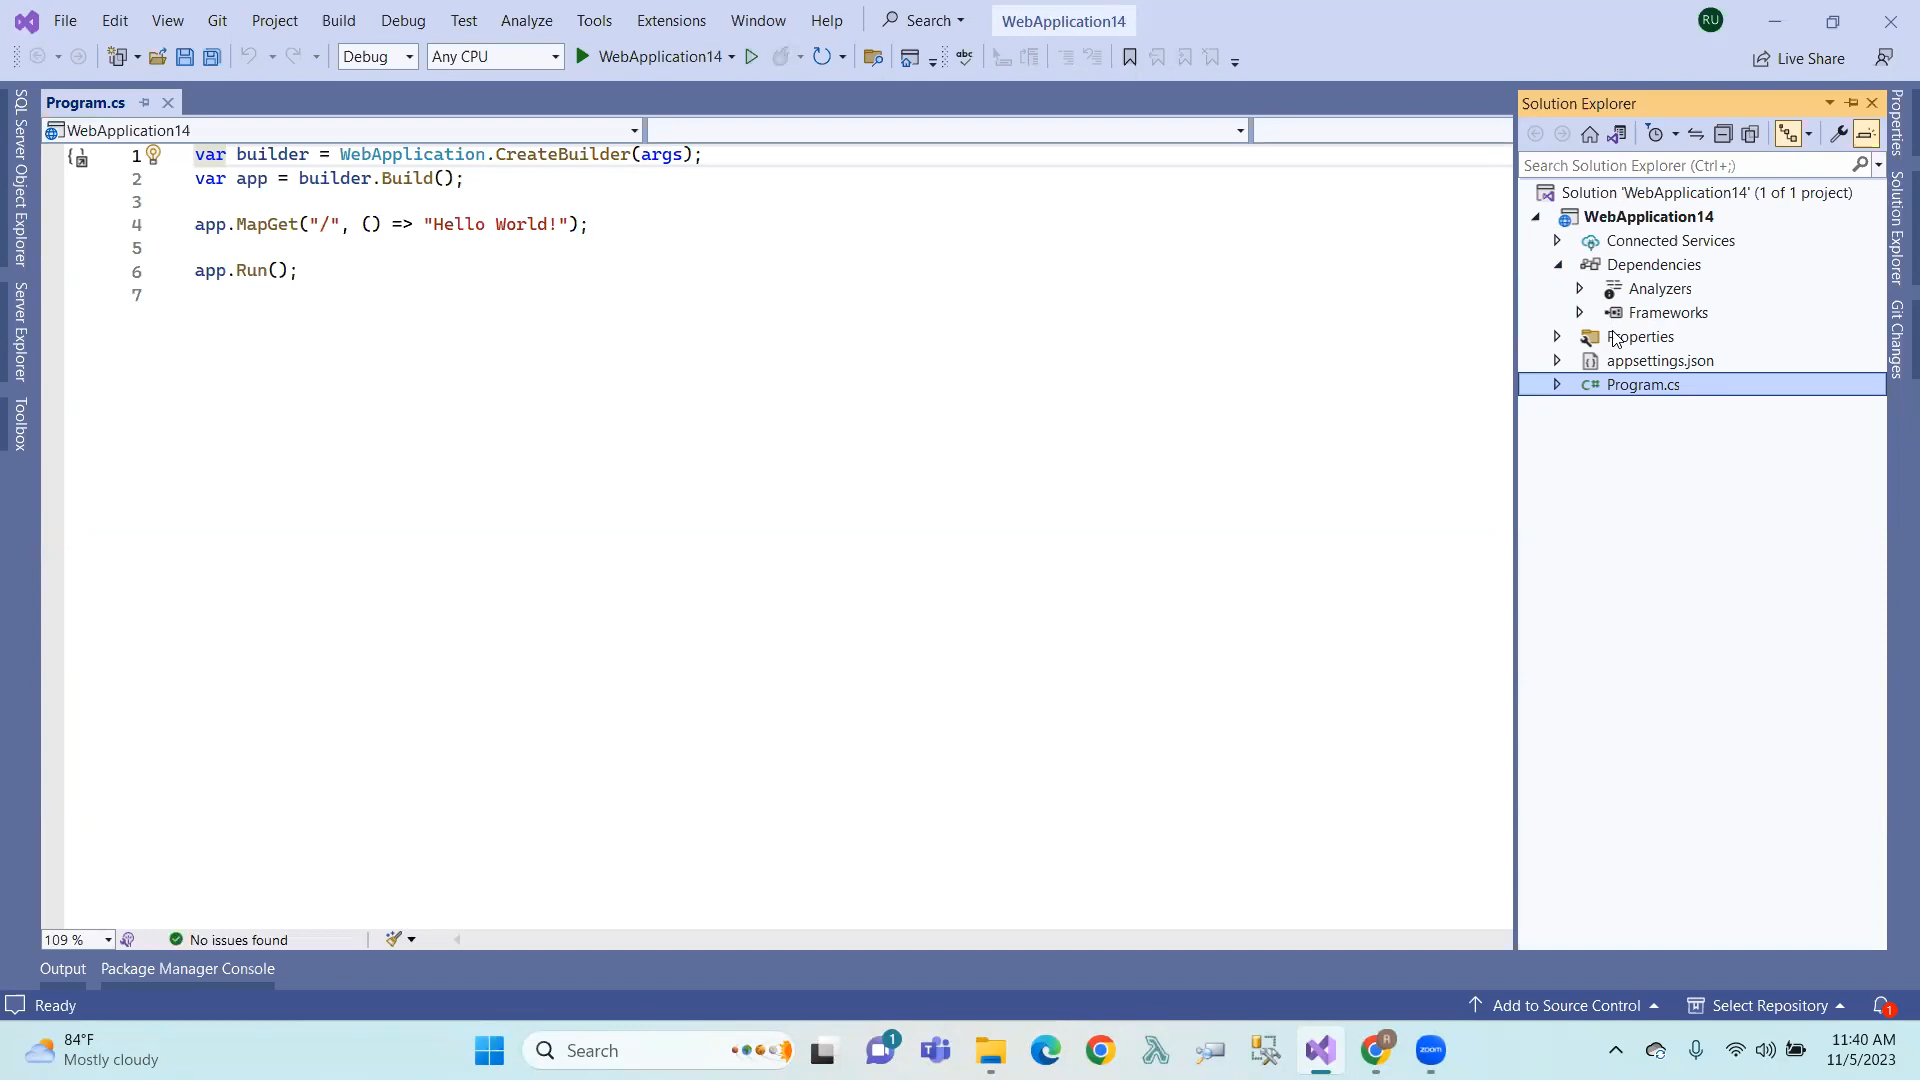 File Edit View Git Project Build Debug Test Analyze Tools Extensions Window Help Search WebApplication14 RU
Debug Any CPU WebApplication14 Live Share
SQL Server Object Explorer
Server Explorer
Toolbox
Program.cs
WebApplication14
1 var builder = WebApplication.CreateBuilder(args);
2 var app = builder.Build();
3
4 app.MapGet("/", () => "Hello World!");
5
6 app.Run();
7
109 % No issues found
Output Package Manager Console
Solution Explorer
Search Solution Explorer (Ctrl+;)
Solution 'WebApplication14' (1 of 1 project)
WebApplication14
Connected Services
Dependencies
Analyzers
Frameworks
Properties
appsettings.json
C# Program.cs
Properties
Solution Explorer
Git Changes
Ready Add to Source Control Select Repository 1
84°F
Mostly cloudy
Search
1
R
zoom
11:40 AM
11/5/2023